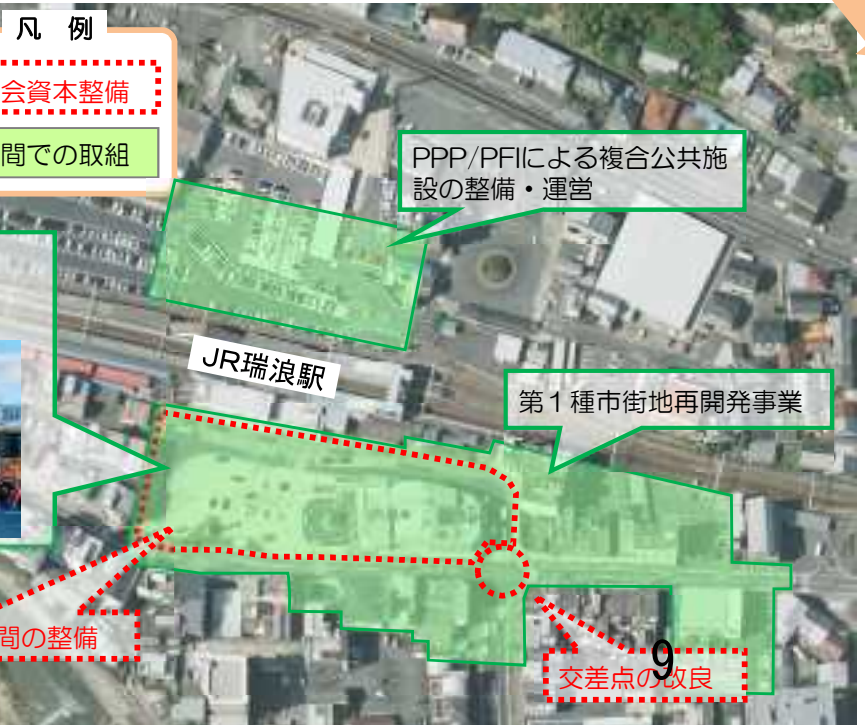 凡 例
会資本整備
間での取組
PPP/PFIによる複合公共施
設の整備・運営
JR瑞浪駅
第1種市街地再開発事業
間の整備
交差点の改良
9